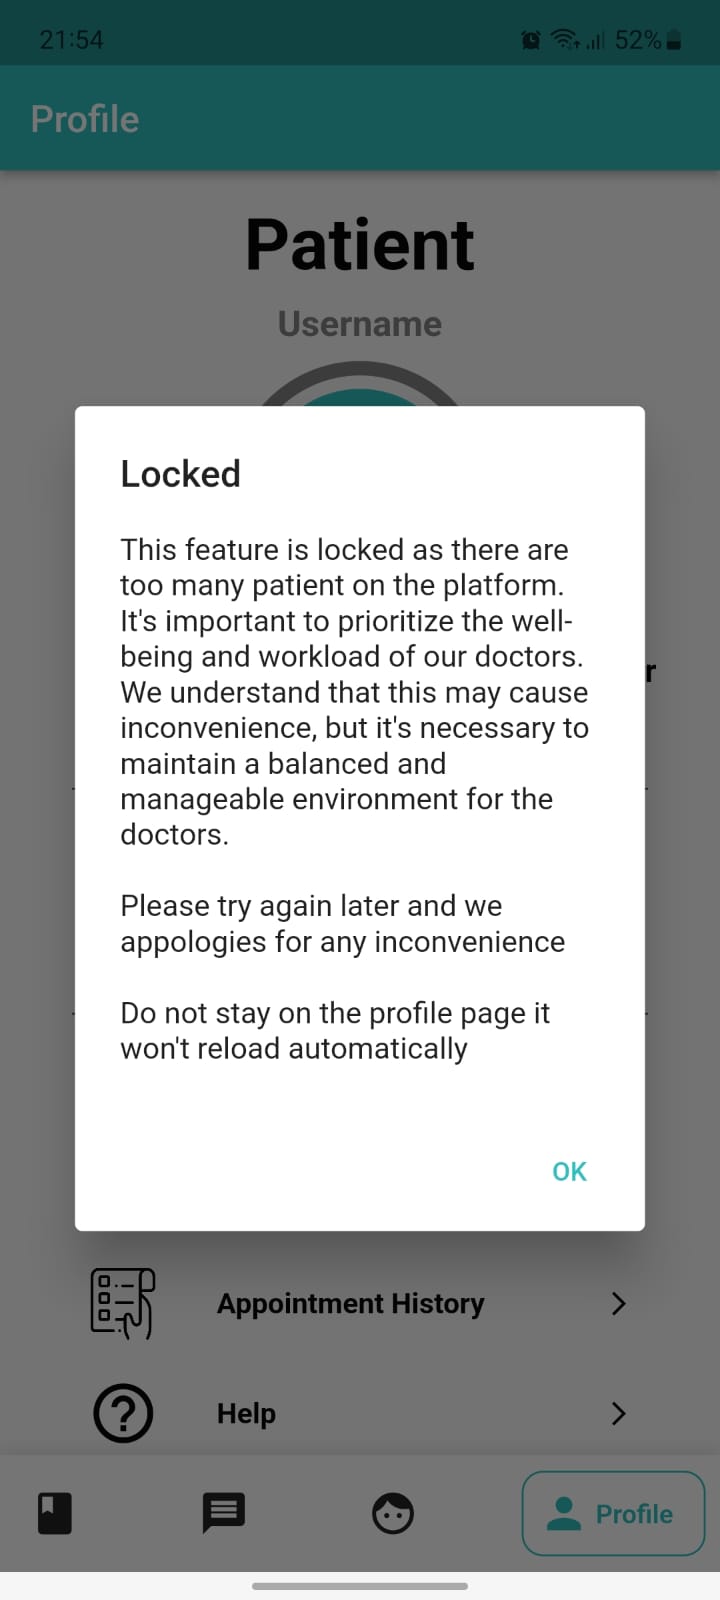 21:54
52%
Profile
Patient
Username
Locked
This feature is locked as there are
too many patient on the platform.
It's important to prioritize the well-
being and workload of our doctors.
We understand that this may cause
inconvenience, but it's necessary to
maintain a balanced and
manageable environment for the
doctors.
Please try again later and we
appologies for any inconvenience
Do not stay on the profile page it
won't reload automatically
OK
Appointment History
Help
Profile